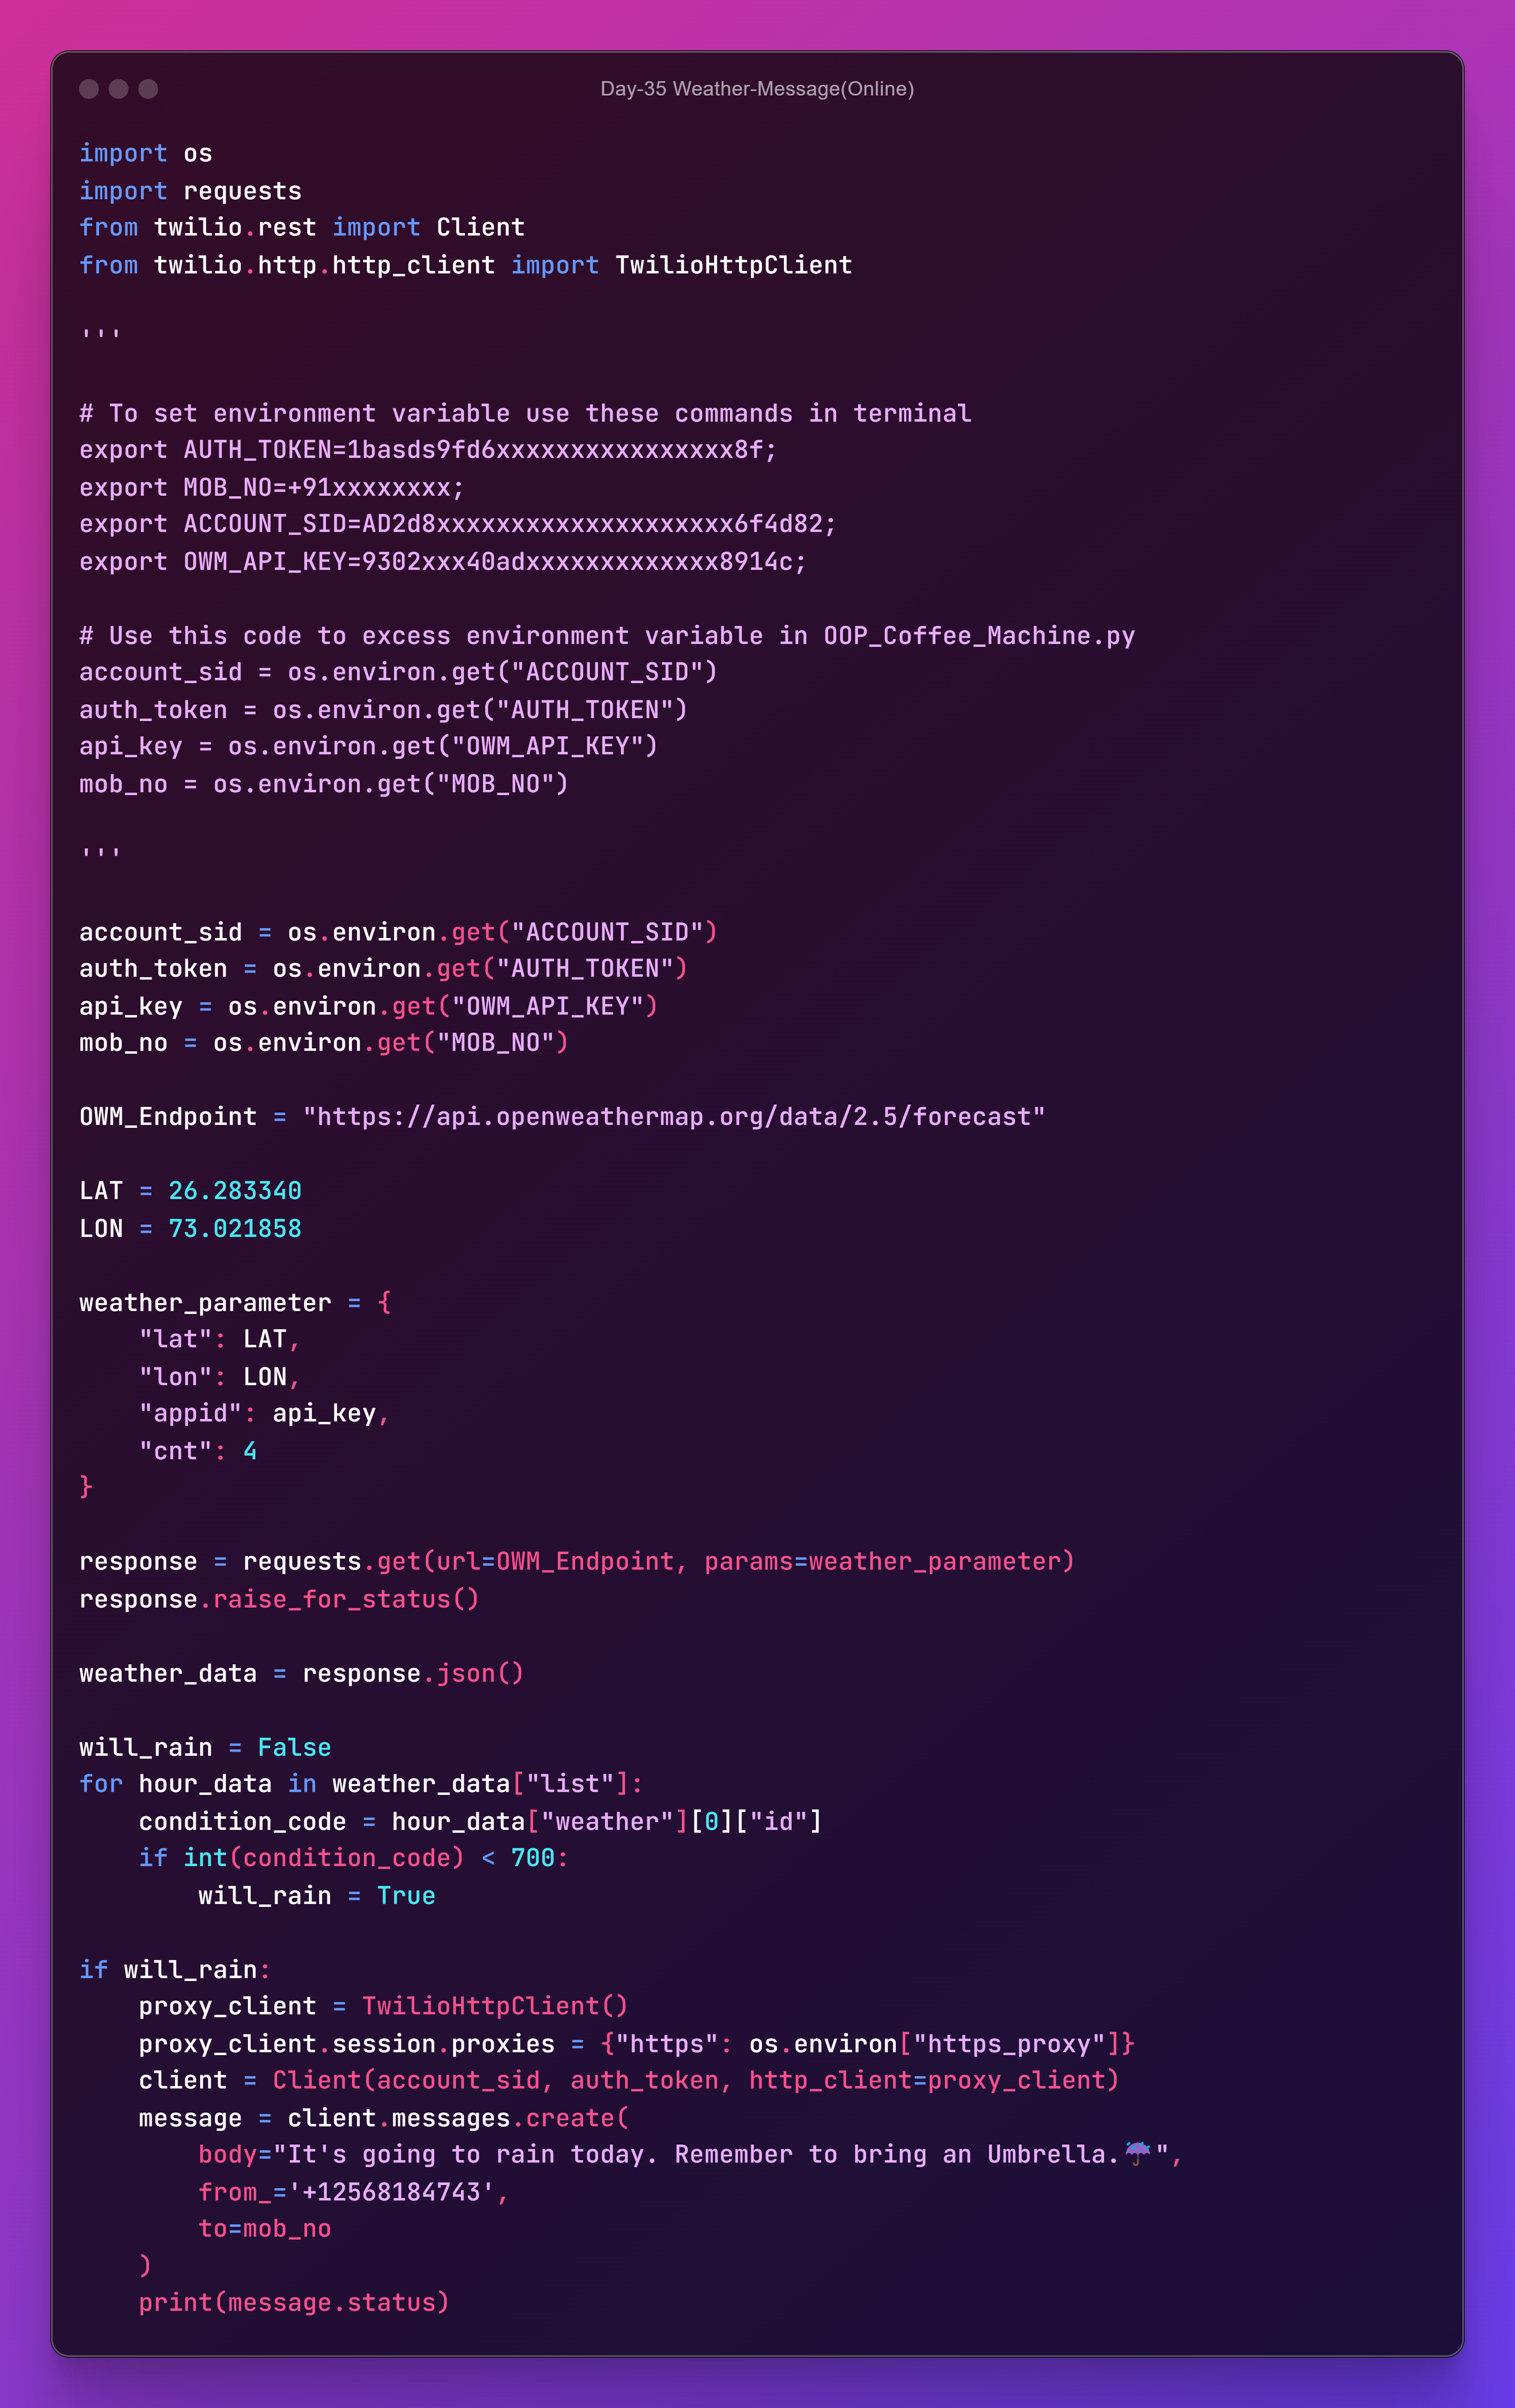 Day-35 Weather-Message(Online)
import os
import requests
from twilio.rest import Client
from twilio.http.http_client import TwilioHttpClient
'''
# To set environment variable use these commands in terminal
export AUTH_TOKEN=1basds9fd6xxxxxxxxxxxxxxxx8f;
export MOB_NO=+91xxxxxxxx;
export ACCOUNT_SID=AD2d8xxxxxxxxxxxxxxxxxxxx6f4d82;
export OWM_API_KEY=9302xxx40adxxxxxxxxxxxxx8914c;
# Use this code to excess environment variable in OOP_Coffee_Machine.py
account_sid = os.environ.get("ACCOUNT_SID")
auth_token = os.environ.get("AUTH_TOKEN")
api_key = os.environ.get("OWM_API_KEY")
mob_no = os.environ.get("MOB_NO")
'''
account_sid = os.environ.get("ACCOUNT_SID")
auth_token = os.environ.get("AUTH_TOKEN")
api_key = os.environ.get("OWM_API_KEY")
mob_no = os.environ.get("MOB_NO")
OWM_Endpoint = "https://api.openweathermap.org/data/2.5/forecast"
LAT = 26.283340
LON = 73.021858
weather_parameter = {
    "lat": LAT,
    "lon": LON,
    "appid": api_key,
    "cnt": 4
}
response = requests.get(url=OWM_Endpoint, params=weather_parameter)
response.raise_for_status()
weather_data = response.json()
will_rain = False
for hour_data in weather_data["list"]:
    condition_code = hour_data["weather"][0]["id"]
    if int(condition_code) < 700:
        will_rain = True
if will_rain:
    proxy_client = TwilioHttpClient()
    proxy_client.session.proxies = {"https": os.environ["https_proxy"]}
    client = Client(account_sid, auth_token, http_client=proxy_client)
    message = client.messages.create(
        body="It's going to rain today. Remember to bring an Umbrella.☔",
        from_='+12568184743',
        to=mob_no
    )
    print(message.status)